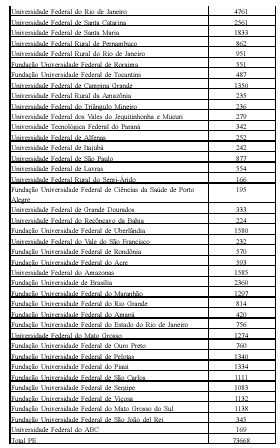 Universidade Federal do Rio de Janeiro 4761
Universidade Federal de Santa Catarina 2561
Universidade Federal de Santa Maria 1833
Universidade Federal Rural de Pernambuco 862
Universidade Federal Rural do Rio de Janeiro 951
Fundação Universidade Federal de Roraima 551
Fundação Universidade Federal de Tocantins 487
Universidade Federal de Campina Grande 1350
Universidade Federal Rural da Amazônia 235
Universidade Federal do Triângulo Mineiro 236
Universidade Federal dos Vales do Jequitinhonha e Mucuri 279
Universidade Tecnológica Federal do Paraná 342
Universidade Federal de Alfenas 252
Universidade Federal de Itajubá 242
Universidade Federal de São Paulo 877
Universidade Federal de Lavras 554
Universidade Federal Rural do Semi-Árido 166
Fundação Universidade Federal de Ciências da Saúde de Porto 195
Alegre
Universidade Federal de Grande Dourados 333
Universidade Federal do Recôncavo da Bahia 224
Fundação Universidade Federal de Uberlândia 1580
Universidade Federal do Vale do São Francisco 232
Fundação Universidade Federal de Rondônia 570
Fundação Universidade Federal do Acre 593
Universidade Federal do Amazonas 1585
Fundação Universidade de Brasília 2360
Fundação Universidade Federal do Maranhão 1297
Fundação Universidade Federal do Rio Grande 814
Fundação Universidade Federal do Amapá 420
Fundação Universidade Federal do Estado do Rio de Janeiro 756
Universidade Federal do Mato Grosso 1274
Fundação Universidade Federal de Ouro Preto 760
Fundação Universidade Federal de Pelotas 1340
Fundação Universidade Federal do Piauí 1334
Fundação Universidade Federal de São Carlos 1111
Fundação Universidade Federal de Sergipe 1083
Fundação Universidade Federal de Viçosa 1132
Fundação Universidade Federal do Mato Grosso do Sul 1138
Fundação Universidade Federal de São João del Rei 345
Universidade Federal do ABC 169
Total PE 73668